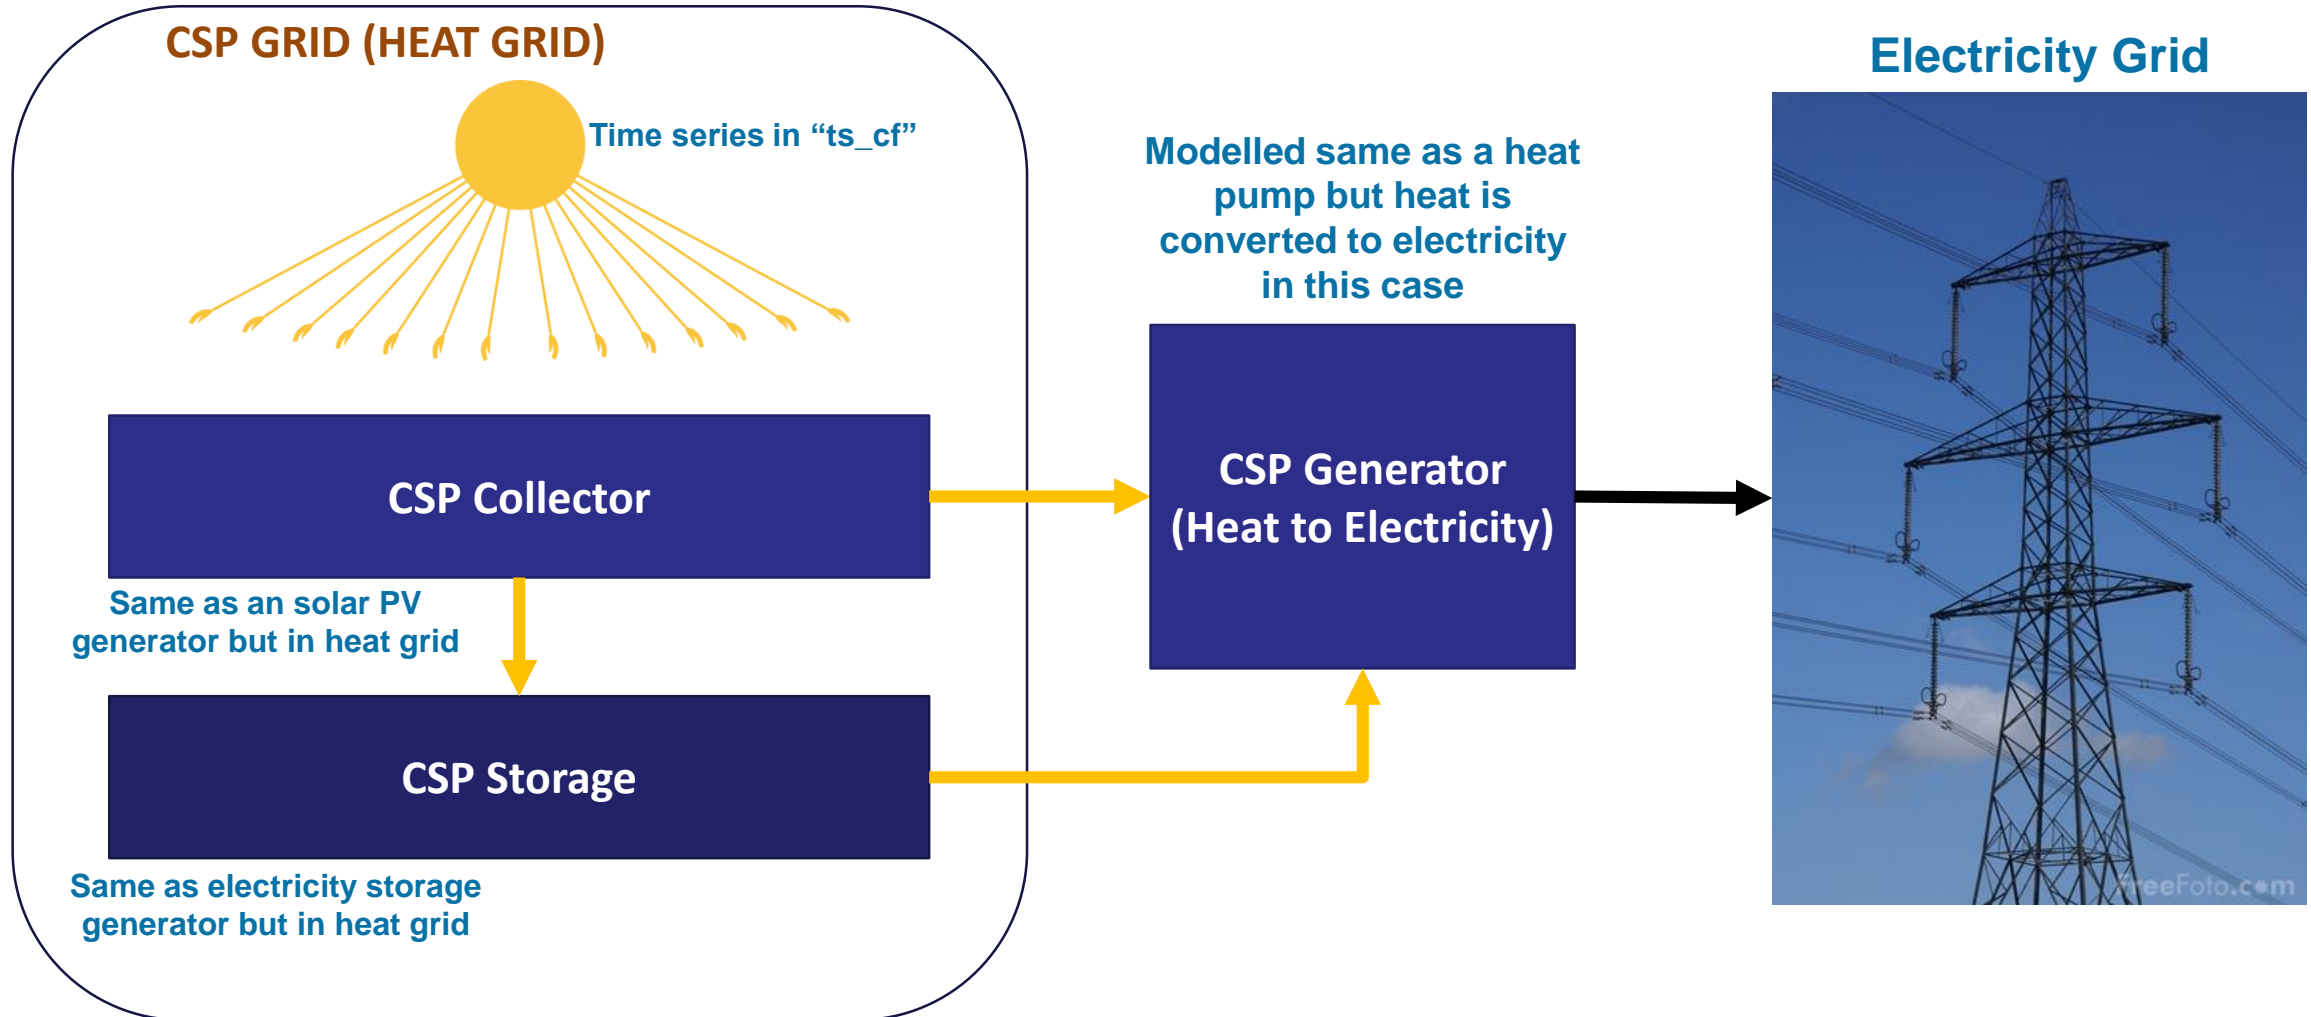 CSP GRID (HEAT GRID)
Time series in “ts_cf”
CSP Collector
Same as an solar PV
generator but in heat grid
CSP Storage
Same as electricity storage
generator but in heat grid
Modelled same as a heat
pump but heat is
converted to electricity
in this case
CSP Generator
(Heat to Electricity)
Electricity Grid
FreeFoto.com